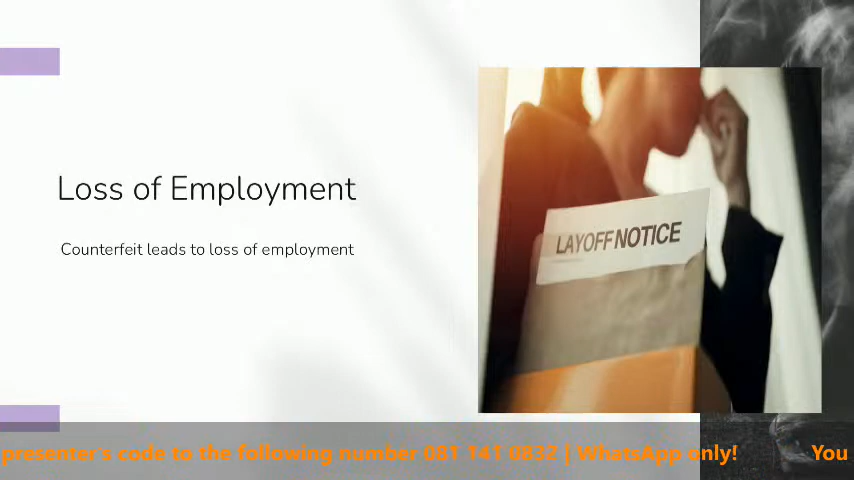 Loss of Employment
Counterfeit leads to loss of employment
LAYOFF NOTICE
presenter's code to the following number 081 141 0832 | WhatsApp only! You